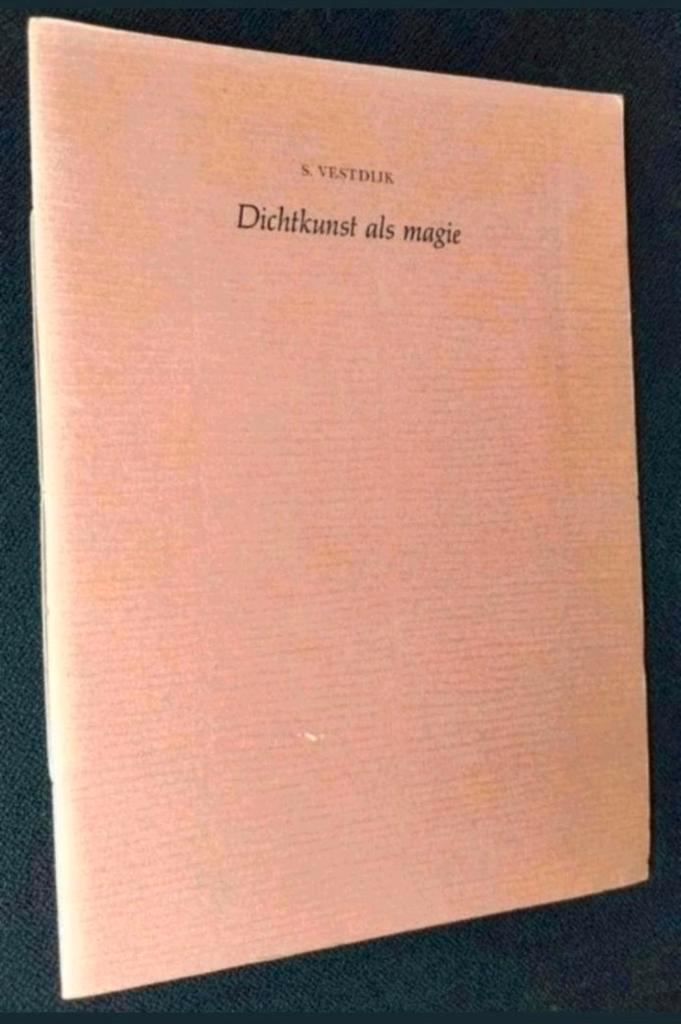 S. VESTDIJK
Dichtkunst als magie